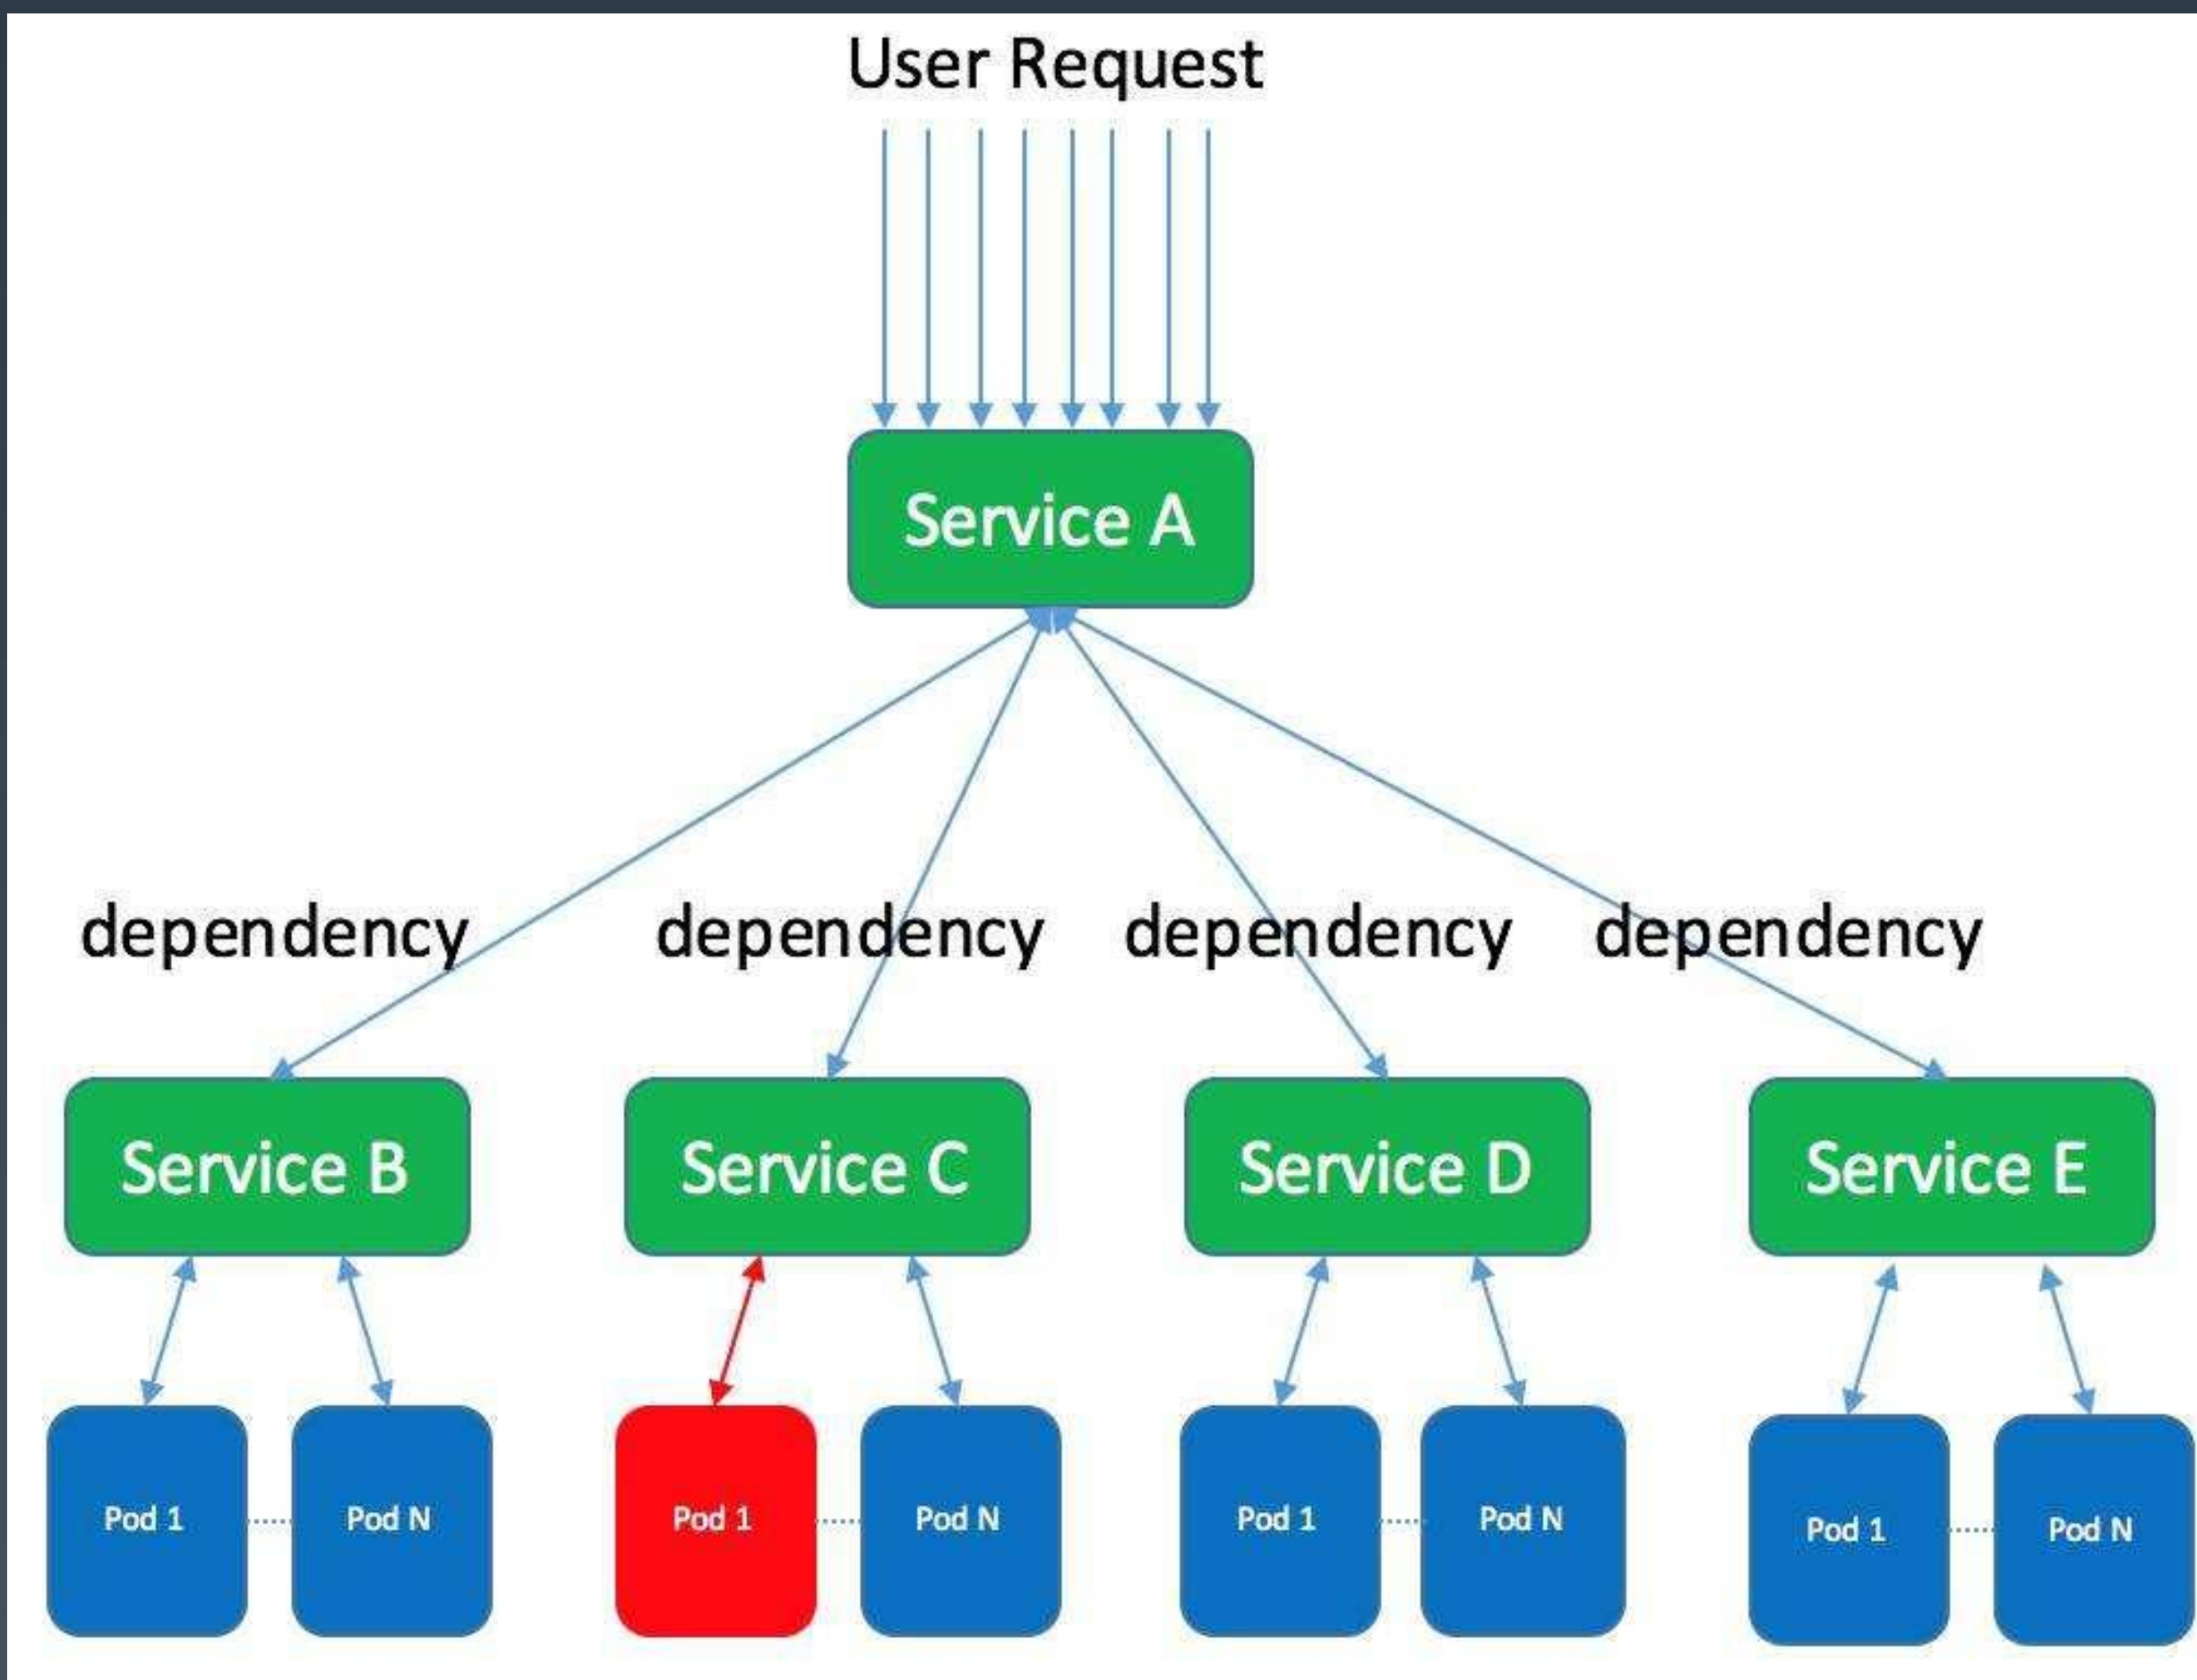 User Request
Service A
dependency dependency dependency dependency
Service B Service C Service D Service E
Pod 1 Pod N Pod 1 Pod N Pod 1 Pod N Pod 1 Pod N